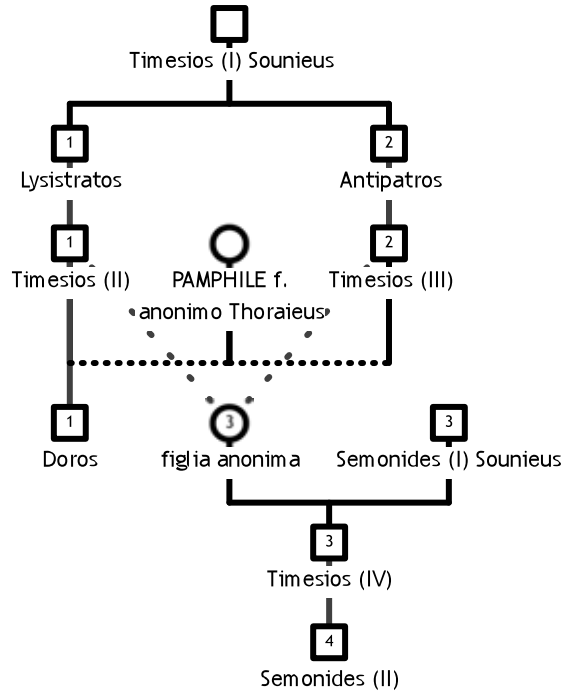 Timesios (I) Sounieus
1
2
Lysistratos
Antipatros
1
2
Timesios (II)
PAMPHILE f.
anonimo Thoraieus
Timesios (III)
1
3
3
Doros
figlia anonima
Semonides (I) Sounieus
3
Timesios (IV)
4
Semonides (II)